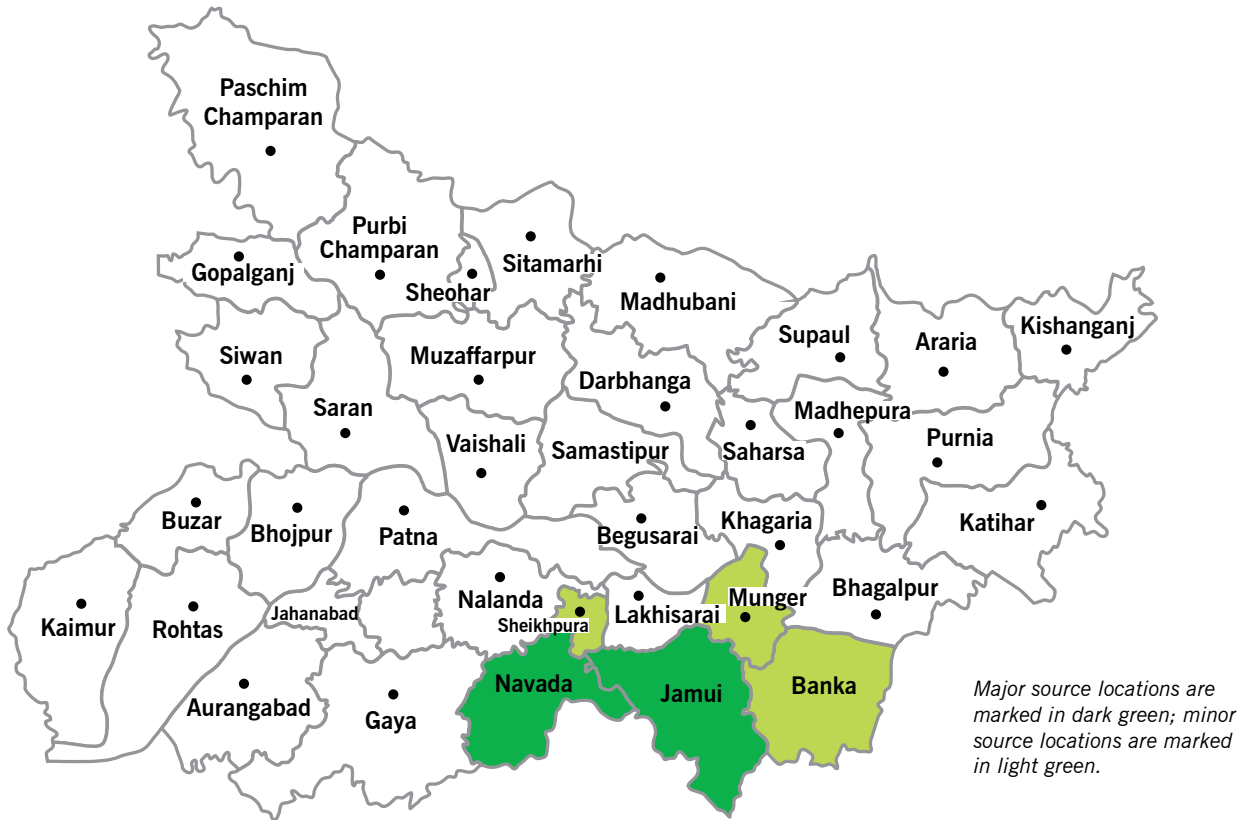 Paschim
Champaran
Purbi
Champaran
Sitamarhi
Gopalganj
Sheohar
Madhubani
Siwan
Muzaffarpur
Supaul
Araria
Kishanganj
Darbhanga
Saran
Madhepura
Vaishali
Samastipur
Saharsa
Purnia
Buzar
Bhojpur
Patna
Begusarai
Khagaria
Katihar
Kaimur
Rohtas
Jahanabad
Nalanda
Sheikhpura
Lakhisarai
Munger
Bhagalpur
Aurangabad
Gaya
Navada
Jamui
Banka
Major source locations are
marked in dark green; minor
source locations are marked
in light green.